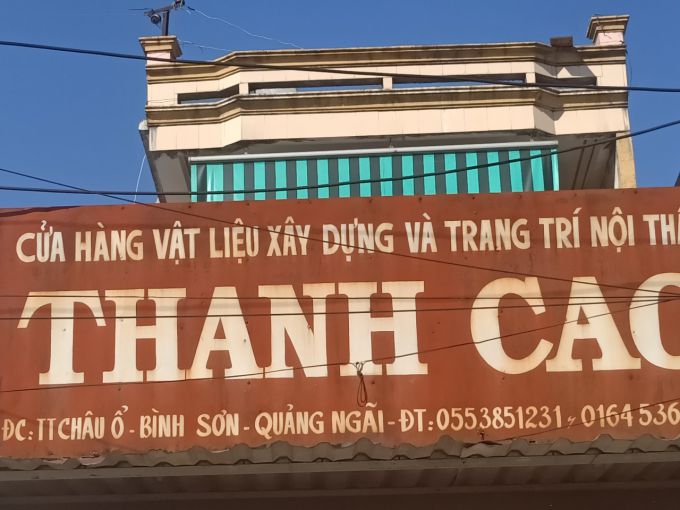 CỬA HÀNG VẬT LIỆU XÂY DỰNG VÀ TRANG TRÍ NỘI
THANH CAO
ĐC: TT CHÂU Ổ - BÌNH SƠN - QUẢNG NGÃI - ĐT: 0553851231 - 0164 536